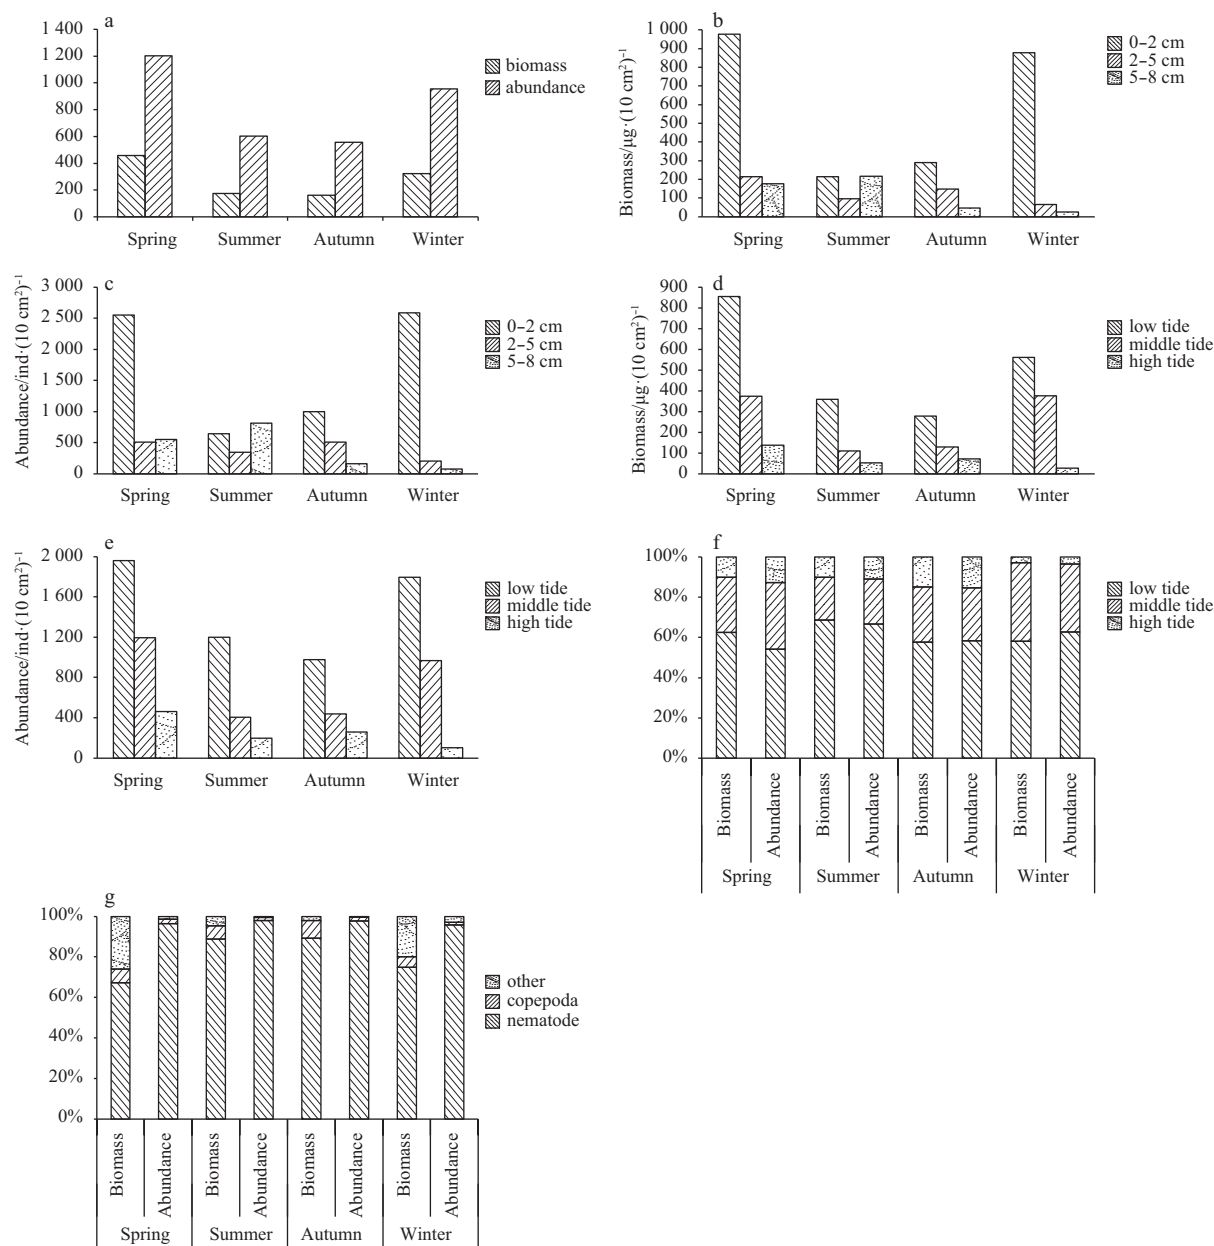 a
1 400
1 200
1 000
800
600
400
200
0
biomass
abundance
Spring Summer Autumn Winter
b
Biomass/μg·(10 cm²)⁻¹
1 000
900
800
700
600
500
400
300
200
100
0
0–2 cm
2–5 cm
5–8 cm
Spring Summer Autumn Winter
c
Abundance/ind·(10 cm²)⁻¹
3 000
2 500
2 000
1 500
1 000
500
0
0–2 cm
2–5 cm
5–8 cm
Spring Summer Autumn Winter
d
Biomass/μg·(10 cm²)⁻¹
900
800
700
600
500
400
300
200
100
0
low tide
middle tide
high tide
Spring Summer Autumn Winter
e
Abundance/ind·(10 cm²)⁻¹
2 000
1 600
1 200
800
400
0
low tide
middle tide
high tide
Spring Summer Autumn Winter
f
100%
80%
60%
40%
20%
0%
low tide
middle tide
high tide
Biomass Abundance Biomass Abundance Biomass Abundance Biomass Abundance
Spring Summer Autumn Winter
g
100%
80%
60%
40%
20%
0%
other
copepoda
nematode
Biomass Abundance Biomass Abundance Biomass Abundance Biomass Abundance
Spring Summer Autumn Winter